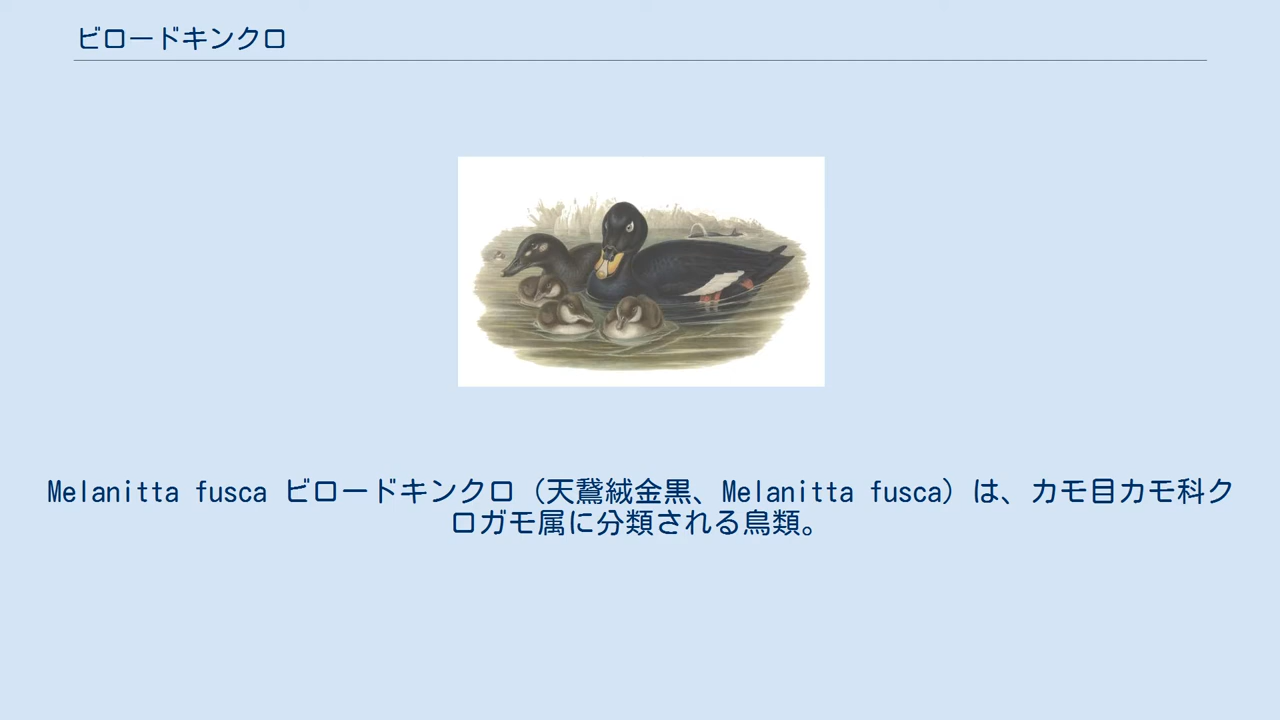 ビロードキンクロ
Melanitta fusca ビロードキンクロ（天鵞絨金黒、Melanitta fusca）は、カモ目カモ科ク
ロガモ属に分類される鳥類。